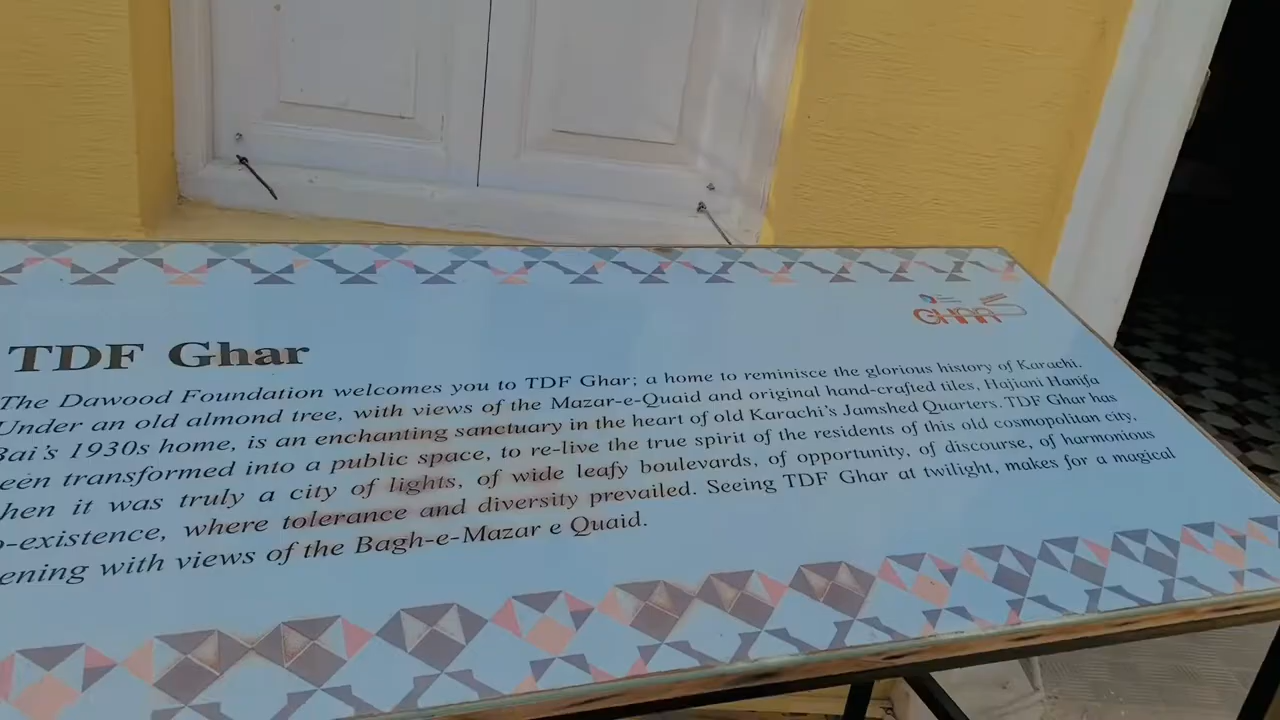 GHAR
TDF Ghar
The Dawood Foundation welcomes you to TDF Ghar; a home to reminisce the glorious history of Karachi.
Under an old almond tree, with views of the Mazar-e-Quaid and original hand-crafted tiles, Hajiani Hanifa
Bai's 1930s home, is an enchanting sanctuary in the heart of old Karachi's Jamshed Quarters. TDF Ghar has
een transformed into a public space, to re-live the true spirit of the residents of this old cosmopolitan city,
hen it was truly a city of lights, of wide leafy boulevards, of opportunity, of discourse, of harmonious
o-existence, where tolerance and diversity prevailed. Seeing TDF Ghar at twilight, makes for a magical
ening with views of the Bagh-e-Mazar e Quaid.